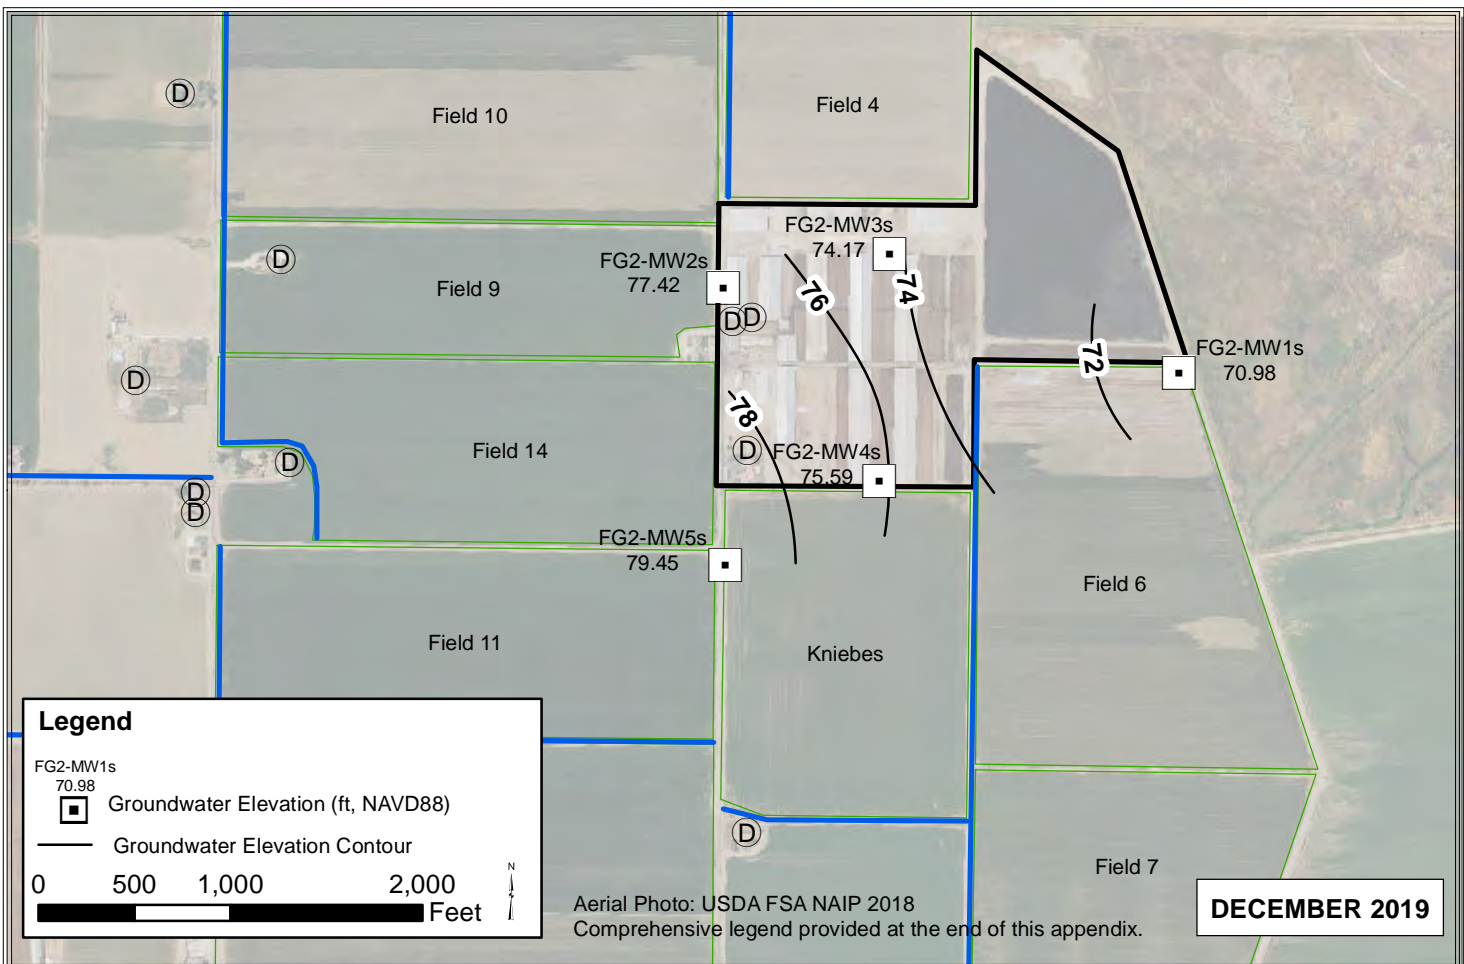 D
Field 10
Field 4
FG2-MW3s
74.17
FG2-MW2s
77.42
D
Field 9
76
74
D D
72
FG2-MW1s
70.98
D
78
Field 14
D
FG2-MW4s
75.59
D
D
D
FG2-MW5s
79.45
Field 6
Field 11
Kniebes
D
Field 7
Legend
FG2-MW1s
70.98
Groundwater Elevation (ft, NAVD88)
Groundwater Elevation Contour
0 500 1,000 2,000
Feet
N
Aerial Photo: USDA FSA NAIP 2018
Comprehensive legend provided at the end of this appendix.
DECEMBER 2019